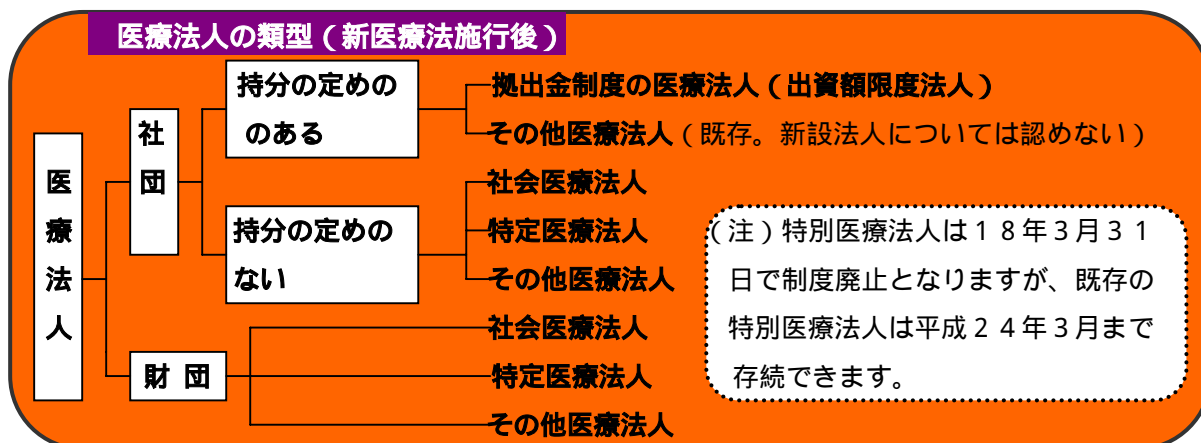 医療法人の類型（新医療法施行後）
医療法人
社団
持分の定めの
のある
拠出金制度の医療法人（出資額限度法人）
その他医療法人（既存。新設法人については認めない）
持分の定めの
ない
社会医療法人
特定医療法人
その他医療法人
財団
社会医療法人
特定医療法人
その他医療法人
（注）特別医療法人は１８年３月３１
日で制度廃止となりますが、既存の
特別医療法人は平成２４年３月まで
存続できます。